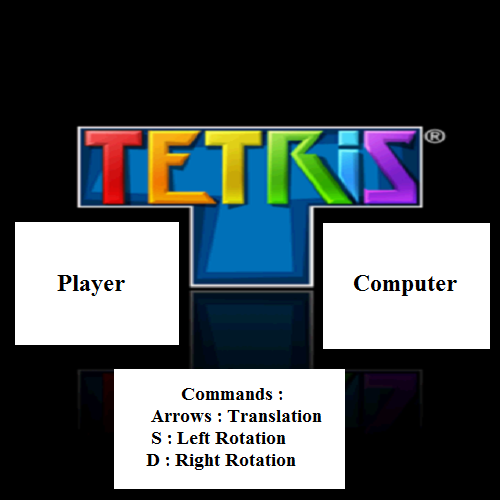 TETRiS®
Player
Computer
Commands :
Arrows : Translation
S : Left Rotation
D : Right Rotation